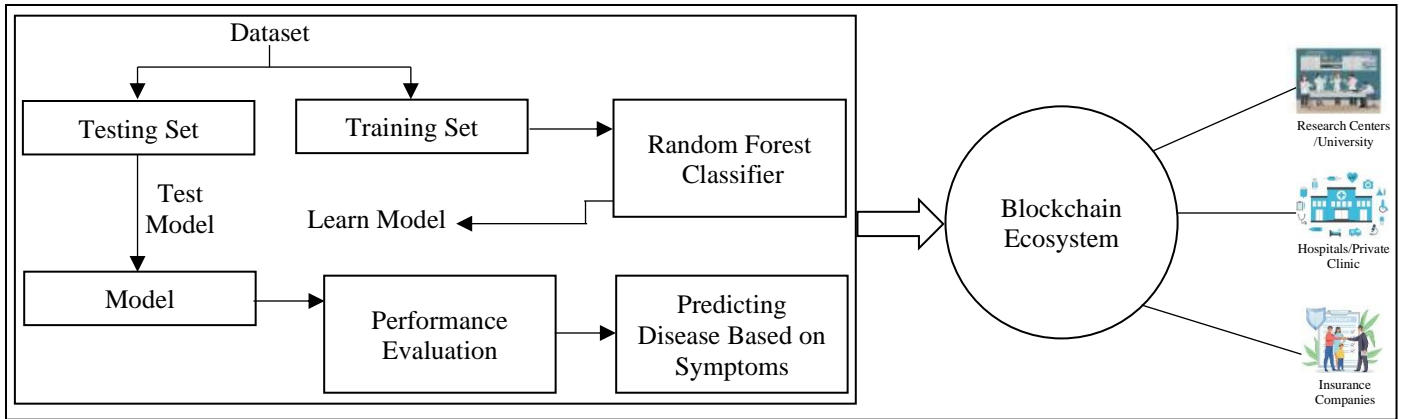 Dataset
Testing Set
Training Set
Random Forest
Classifier
Test
Model
Learn Model
Model
Performance
Evaluation
Predicting
Disease Based on
Symptoms
Blockchain
Ecosystem
Research Centers
/University
Hospitals/Private
Clinic
Insurance
Companies